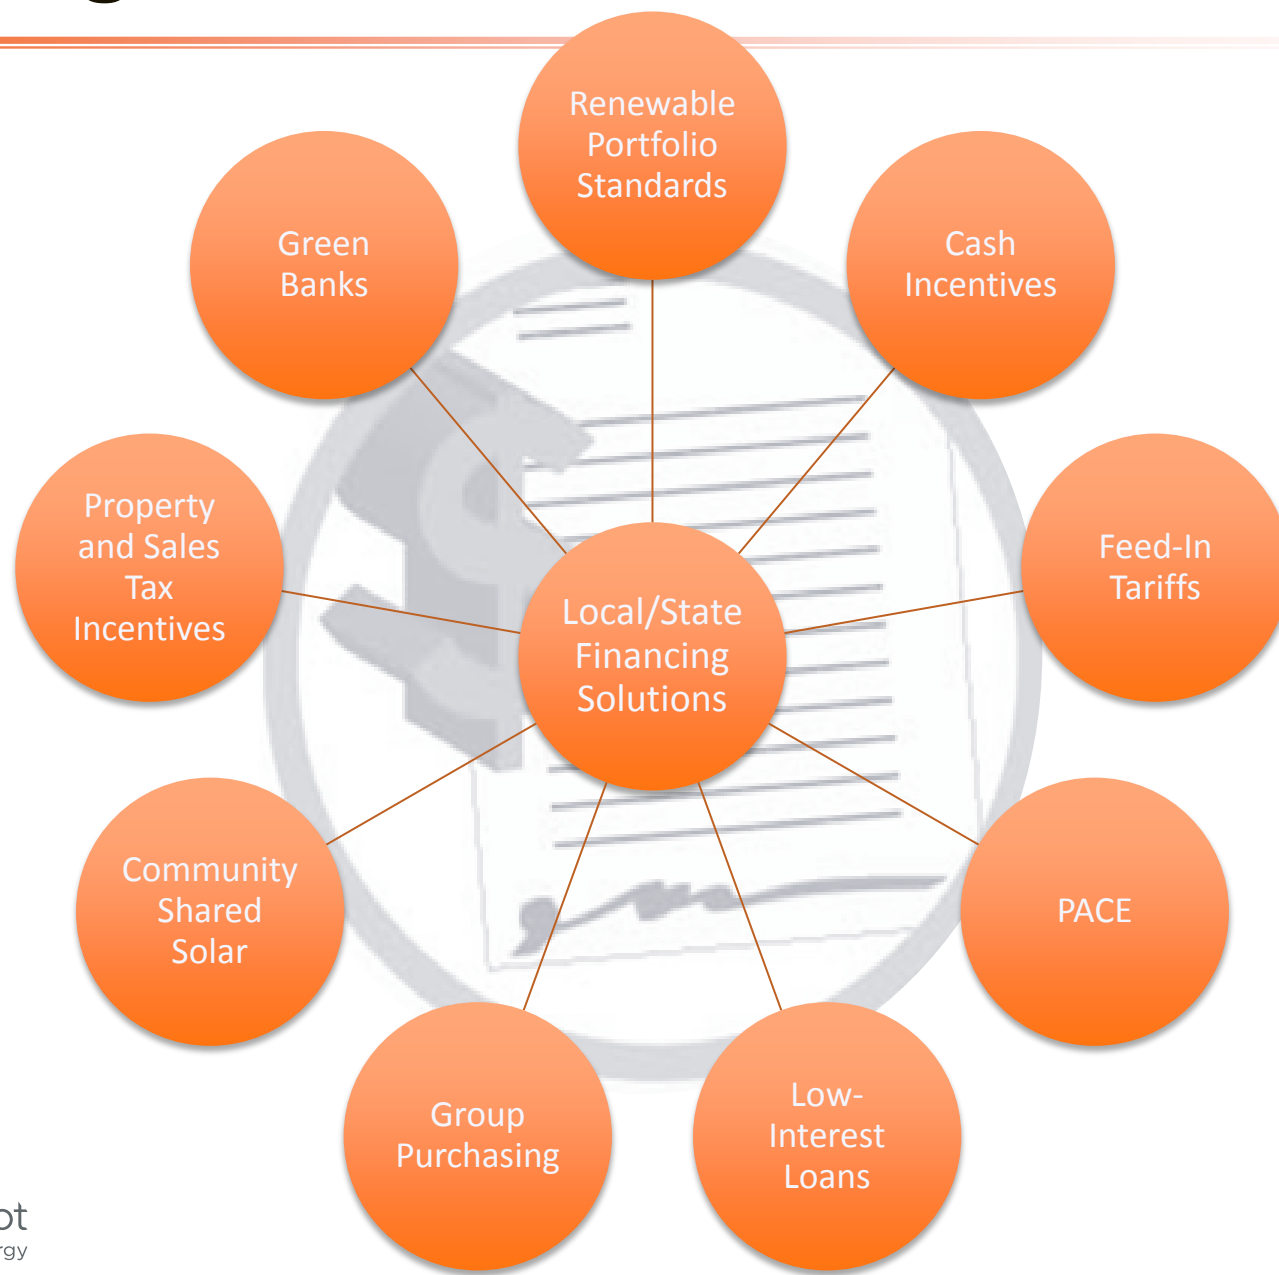 Renewable
Portfolio
Standards
Cash
Incentives
Feed-In
Tariffs
PACE
Low-
Interest
Loans
Group
Purchasing
Community
Shared
Solar
Property
and Sales
Tax
Incentives
Green
Banks
Local/State
Financing
Solutions